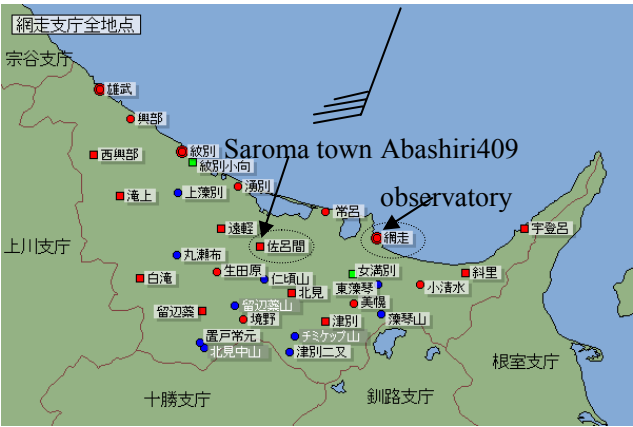 網走支庁全地点
宗谷支庁
雄武
興部
紋別
西興部
紋別小向
Saroma town
Abashiri409
observatory
滝上
上藻別
湧別
常呂
遠軽
佐呂間
網走
宇登呂
上川支庁
丸瀬布
白滝
生田原
仁頃山
女満別
斜里
北見
東藻琴
小清水
留辺蘂
留辺蘂山
境野
美幌
津別
藻琴山
置戸常元
北見中山
チミケップ山
津別二又
根室支庁
十勝支庁
釧路支庁